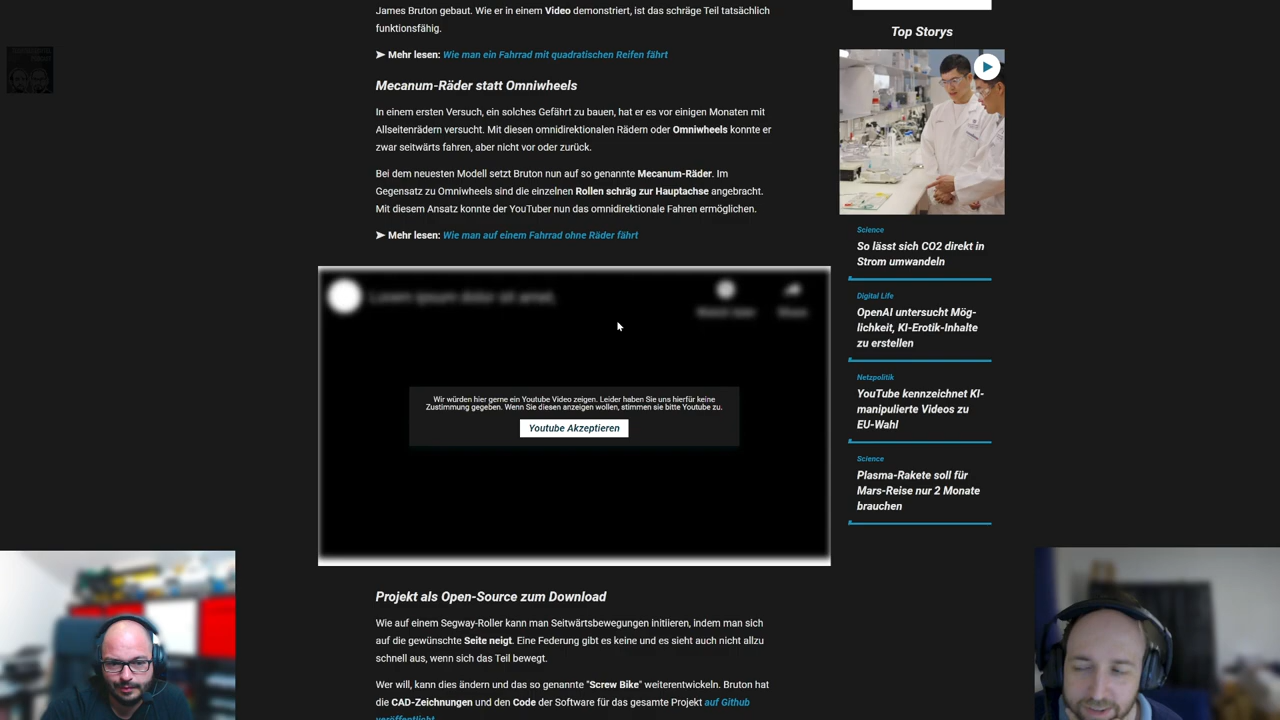 James Bruton gebaut. Wie er in einem Video demonstriert, ist das schräge Teil tatsächlich
funktionsfähig.
➤ Mehr lesen: Wie man ein Fahrrad mit quadratischen Reifen fährt
Mecanum-Räder statt Omniwheels
In einem ersten Versuch, ein solches Gefährt zu bauen, hat er es vor einigen Monaten mit
Allseitenrädern versucht. Mit diesen omnidirektionalen Rädern oder Omniwheels konnte er
zwar seitwärts fahren, aber nicht vor oder zurück.
Bei dem neuesten Modell setzt Bruton nun auf so genannte Mecanum-Räder. Im
Gegensatz zu Omniwheels sind die einzelnen Rollen schräg zur Hauptachse angebracht.
Mit diesem Ansatz konnte der YouTuber nun das omnidirektionale Fahren ermöglichen.
➤ Mehr lesen: Wie man auf einem Fahrrad ohne Räder fährt
Lorem ipsum dolor sit amet,
Watch later
Share
Wir würden hier gerne ein Youtube Video zeigen. Leider haben Sie uns hierfür keine
Zustimmung gegeben. Wenn Sie diesen anzeigen wollen, stimmen sie bitte Youtube zu.
Youtube Akzeptieren
Projekt als Open-Source zum Download
Wie auf einem Segway-Roller kann man Seitwärtsbewegungen initiieren, indem man sich
auf die gewünschte Seite neigt. Eine Federung gibt es keine und es sieht auch nicht allzu
schnell aus, wenn sich das Teil bewegt.
Wer will, kann dies ändern und das so genannte "Screw Bike" weiterentwickeln. Bruton hat
die CAD-Zeichnungen und den Code der Software für das gesamte Projekt auf Github
veröffentlicht.
Top Storys
Science
So lässt sich CO2 direkt in
Strom umwandeln
Digital Life
OpenAI untersucht Mög-
lichkeit, KI-Erotik-Inhalte
zu erstellen
Netzpolitik
YouTube kennzeichnet KI-
manipulierte Videos zu
EU-Wahl
Science
Plasma-Rakete soll für
Mars-Reise nur 2 Monate
brauchen